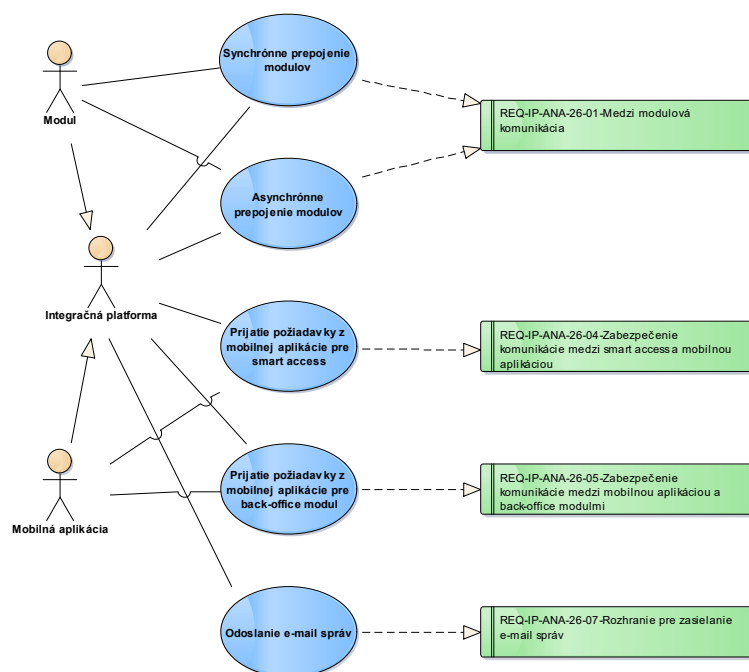 Synchrónne prepojenie
modulov
Modul
REQ-IP-ANA-26-01-Medzi modulová
komunikácia
Asynchrónne
prepojenie modulov
Integračná platforma
Prijatie požiadavky z
mobilnej aplikácie pre
smart access
REQ-IP-ANA-26-04-Zabezpečenie
komunikácie medzi smart access a mobilnou
aplikáciou
Mobilná aplikácia
Prijatie požiadavky z
mobilnej aplikácie pre
back-office modul
REQ-IP-ANA-26-05-Zabezpečenie
komunikácie medzi mobilnou aplikáciou a
back-office modulmi
Odoslanie e-mail správ
REQ-IP-ANA-26-07-Rozhranie pre zasielanie
e-mail správ